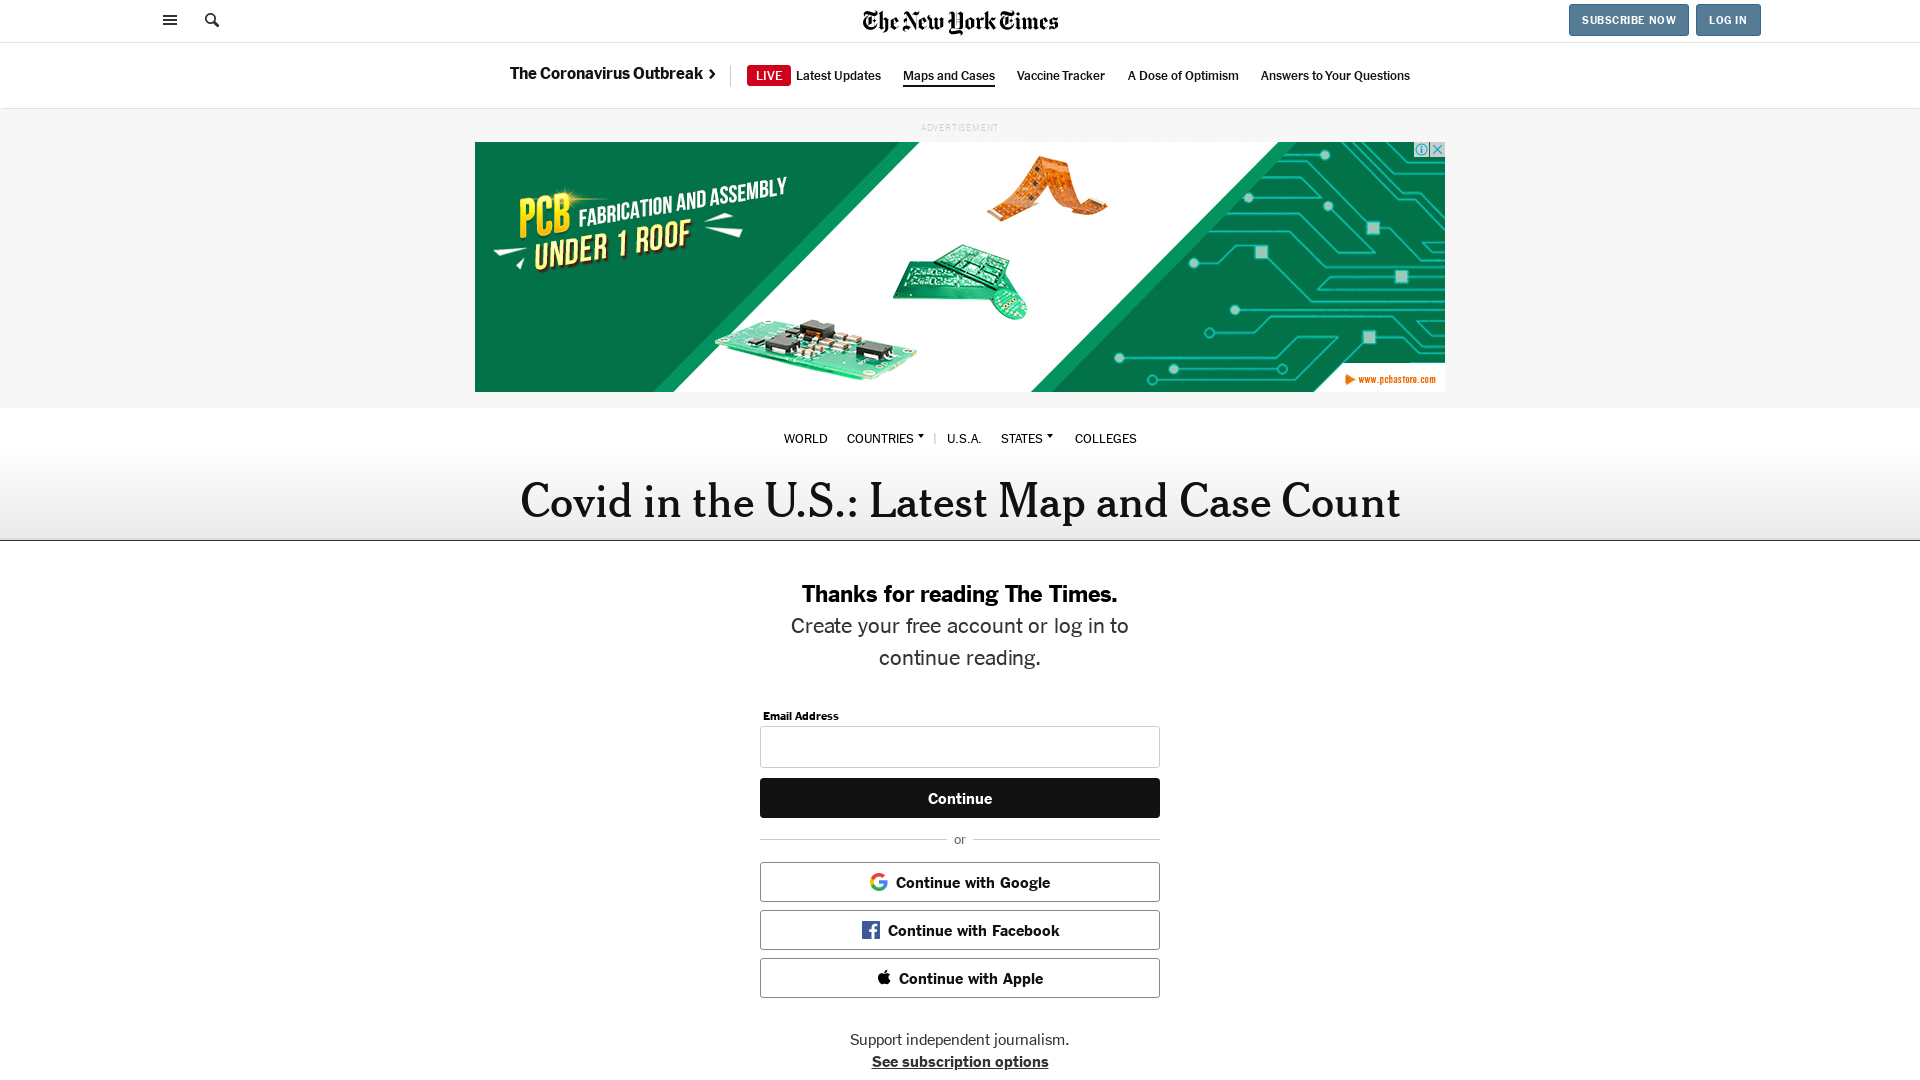 The New York Times
SUBSCRIBE NOW
LOG IN
The Coronavirus Outbreak
LIVE Latest Updates
Maps and Cases
Vaccine Tracker
A Dose of Optimism
Answers to Your Questions
ADVERTISEMENT
PCB FABRICATION AND ASSEMBLY
UNDER 1 ROOF
www.pcbastore.com
WORLD
COUNTRIES
U.S.A.
STATES
COLLEGES
Covid in the U.S.: Latest Map and Case Count
Thanks for reading The Times.
Create your free account or log in to
continue reading.
Email Address
Continue
or
Continue with Google
Continue with Facebook
Continue with Apple
Support independent journalism.
See subscription options